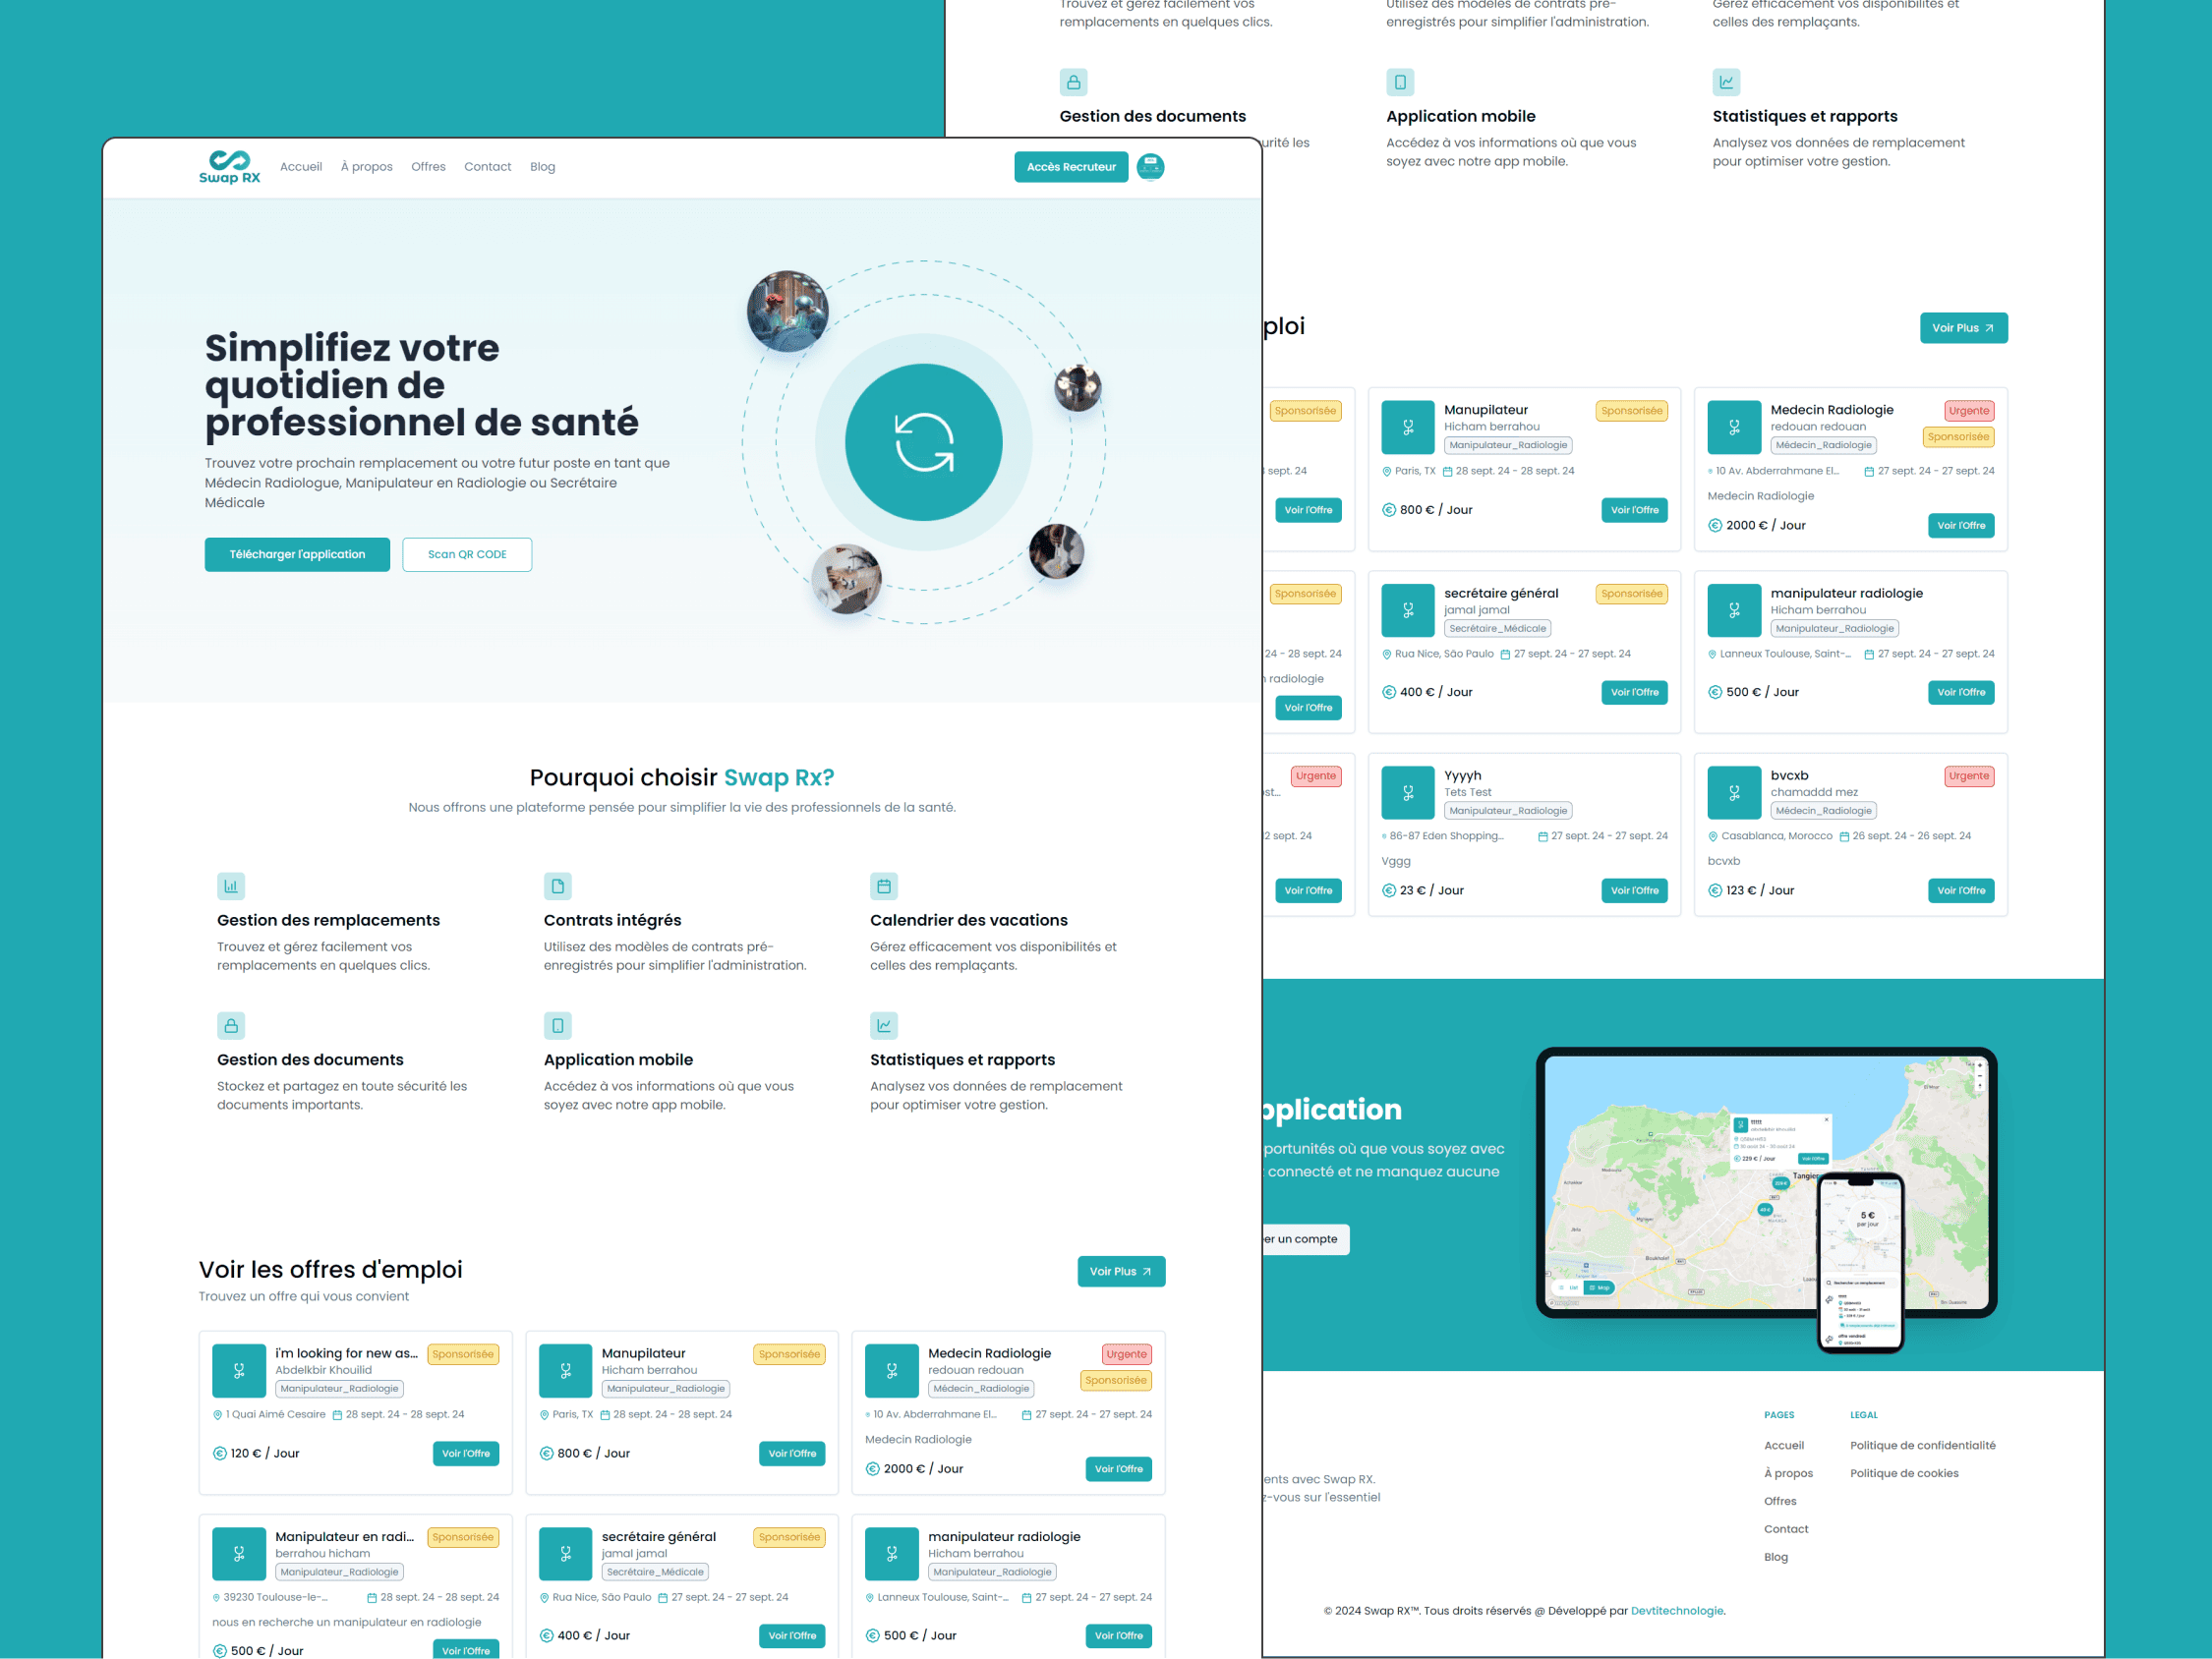 Swap RX
Accueil
À propos
Offres
Contact
Blog
Accès Recruteur
Simplifiez votre
quotidien de
professionnel de santé
Trouvez votre prochain remplacement ou votre futur poste en tant que
Médecin Radiologue, Manipulateur en Radiologie ou Secrétaire
Médicale
Télécharger l'application
Scan QR CODE
Pourquoi choisir Swap Rx?
Nous offrons une plateforme pensée pour simplifier la vie des professionnels de la santé.
Gestion des remplacements
Trouvez et gérez facilement vos
remplacements en quelques clics.
Contrats intégrés
Utilisez des modèles de contrats pré-
enregistrés pour simplifier l'administration.
Calendrier des vacations
Gérez efficacement vos disponibilités et
celles des remplaçants.
Gestion des documents
Stockez et partagez en toute sécurité les
documents importants.
Application mobile
Accédez à vos informations où que vous
soyez avec notre app mobile.
Statistiques et rapports
Analysez vos données de remplacement
pour optimiser votre gestion.
Voir les offres d'emploi
Trouvez un offre qui vous convient
Voir Plus
i'm looking for new as...
Sponsorisée
Abdelkbir Khouilid
Manipulateur_Radiologie
1 Quai Aimé Cesaire
28 sept. 24 - 28 sept. 24
120 € / Jour
Voir l'Offre
Manupilateur
Sponsorisée
Hicham berrahou
Manipulateur_Radiologie
Paris, TX
28 sept. 24 - 28 sept. 24
800 € / Jour
Voir l'Offre
Medecin Radiologie
Urgente
redouan redouan
Sponsorisée
Médecin_Radiologie
10 Av. Abderrahmane El...
27 sept. 24 - 27 sept. 24
Medecin Radiologie
2000 € / Jour
Voir l'Offre
Manipulateur en radi...
Sponsorisée
berrahou hicham
Manipulateur_Radiologie
39230 Toulouse-le-...
28 sept. 24 - 28 sept. 24
nous en recherche un manipulateur en radiologie
500 € / Jour
Voir l'Offre
secrétaire général
Sponsorisée
jamal jamal
Secrétaire_Médicale
Rua Nice, São Paulo
27 sept. 24 - 27 sept. 24
400 € / Jour
Voir l'Offre
manipulateur radiologie
Hicham berrahou
Manipulateur_Radiologie
Lanneux Toulouse, Saint-...
27 sept. 24 - 27 sept. 24
500 € / Jour
Voir l'Offre
Trouvez et gérez facilement vos
remplacements en quelques clics.
Utilisez des modèles de contrats pré-
enregistrés pour simplifier l'administration.
Gérez efficacement vos disponibilités et
celles des remplaçants.
Gestion des documents
urité les
Application mobile
Accédez à vos informations où que vous
soyez avec notre app mobile.
Statistiques et rapports
Analysez vos données de remplacement
pour optimiser votre gestion.
ploi
Voir Plus
Sponsorisée
sept. 24
Voir l'Offre
Manupilateur
Sponsorisée
Hicham berrahou
Manipulateur_Radiologie
Paris, TX
28 sept. 24 - 28 sept. 24
800 € / Jour
Voir l'Offre
Medecin Radiologie
Urgente
redouan redouan
Sponsorisée
Médecin_Radiologie
10 Av. Abderrahmane El...
27 sept. 24 - 27 sept. 24
Medecin Radiologie
2000 € / Jour
Voir l'Offre
Sponsorisée
24 - 28 sept. 24
radiologie
Voir l'Offre
secrétaire général
Sponsorisée
jamal jamal
Secrétaire_Médicale
Rua Nice, São Paulo
27 sept. 24 - 27 sept. 24
400 € / Jour
Voir l'Offre
manipulateur radiologie
Hicham berrahou
Manipulateur_Radiologie
Lanneux Toulouse, Saint-...
27 sept. 24 - 27 sept. 24
500 € / Jour
Voir l'Offre
Urgente
st...
2 sept. 24
Voir l'Offre
Yyyyh
Tets Test
Manipulateur_Radiologie
86-87 Eden Shopping...
27 sept. 24 - 27 sept. 24
Vggg
23 € / Jour
Voir l'Offre
bvcxb
Urgente
chamaddd mez
Médecin_Radiologie
Casablanca, Morocco
26 sept. 24 - 26 sept. 24
bcvxb
123 € / Jour
Voir l'Offre
pplication
portunités où que vous soyez avec
connecté et ne manquez aucune
er un compte
229 € / Jour
Voir l'Offre
Tangier
List
Map
5 €
par jour
PAGES
Accueil
À propos
Offres
Contact
Blog
LEGAL
Politique de confidentialité
Politique de cookies
ents avec Swap RX.
z-vous sur l'essentiel
© 2024 Swap RX™. Tous droits réservés @ Développé par Devtitechnologie.